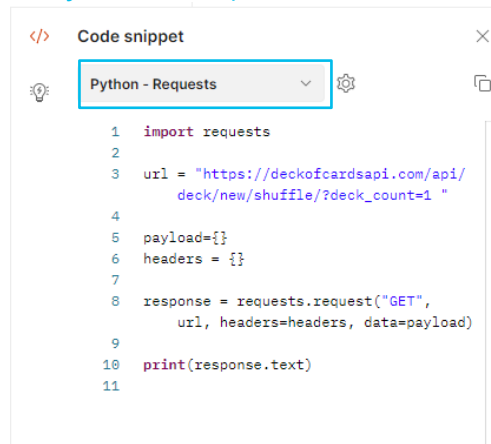 </> Code snippet
Python - Requests
1 import requests
2
3 url = "https://deckofcardsapi.com/api/
deck/new/shuffle/?deck_count=1 "
4
5 payload={}
6 headers = {}
7
8 response = requests.request("GET",
url, headers=headers, data=payload)
9
10 print(response.text)
11